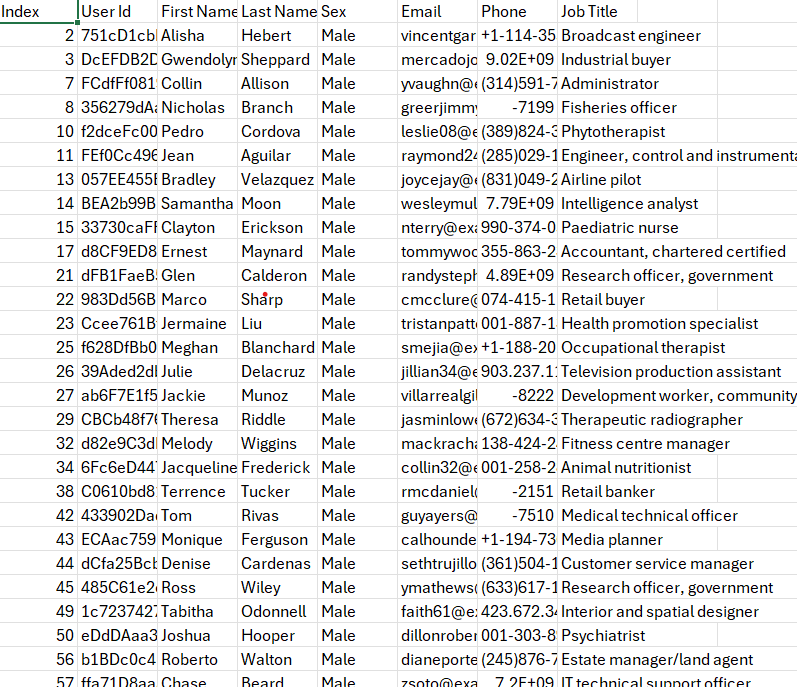 Index User Id First Name Last Name Sex Email Phone Job Title
2 751cD1cb Alisha Hebert Male vincentgar +1-114-35 Broadcast engineer
3 DcEFDB2D Gwendolyn Sheppard Male mercadojo 9.02E+09 Industrial buyer
7 FCdfFf081 Collin Allison Male yvaughn@e (314)591-7 Administrator
8 356279dAa Nicholas Branch Male greerjimmy -7199 Fisheries officer
10 f2dceFc00 Pedro Cordova Male leslie08@e (389)824-3 Phytotherapist
11 FEf0Cc496 Jean Aguilar Male raymond24 (285)029-1 Engineer, control and instrumenta
13 057EE455E Bradley Velazquez Male joycejay@e (831)049-2 Airline pilot
14 BEA2b99B Samantha Moon Male wesleymul 7.79E+09 Intelligence analyst
15 33730caFF Clayton Erickson Male nterry@exa 990-374-0 Paediatric nurse
17 d8CF9ED8 Ernest Maynard Male tommywoo 355-863-2 Accountant, chartered certified
21 dFB1FaeB Glen Calderon Male randysteph 4.89E+09 Research officer, government
22 983Dd56B Marco Sharp Male cmcclure@ 074-415-1 Retail buyer
23 Ccee761B Jermaine Liu Male tristanpatt 001-887-1 Health promotion specialist
25 f628DfBb0 Meghan Blanchard Male smejia@ex +1-188-20 Occupational therapist
26 39Aded2d Julie Delacruz Male jillian34@e 903.237.11 Television production assistant
27 ab6F7E1f5 Jackie Munoz Male villarrealgi -8222 Development worker, community
29 CBCb48f76 Theresa Riddle Male jasminlow (672)634-3 Therapeutic radiographer
32 d82e9C3d Melody Wiggins Male mackracha 138-424-2 Fitness centre manager
34 6Fc6eD44 Jacqueline Frederick Male collin32@e 001-258-2 Animal nutritionist
38 C0610bd8 Terrence Tucker Male rmcdaniel -2151 Retail banker
42 433902Da Tom Rivas Male guyayers@ -7510 Medical technical officer
43 ECAac759 Monique Ferguson Male calhounde +1-194-73 Media planner
44 dCfa25Bc Denise Cardenas Male sethtrujillo (361)504-1 Customer service manager
45 485C61e2 Ross Wiley Male ymathews (633)617-1 Research officer, government
49 1c723742 Tabitha Odonnell Male faith61@e 423.672.34 Interior and spatial designer
50 eDdDAaa3 Joshua Hooper Male dillonrober 001-303-8 Psychiatrist
56 b1BDc0c4 Roberto Walton Male dianeporte (245)876-7 Estate manager/land agent
57 ffa71D8aa Chase Beard Male zsoto@exa 7.2E+09 IT technical support officer